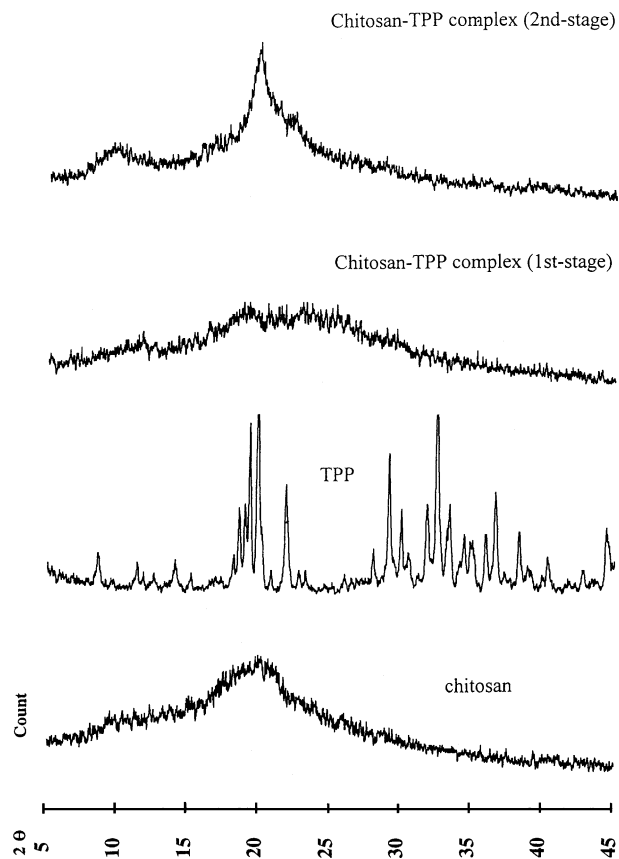 Chitosan-TPP complex (2nd-stage)
Chitosan-TPP complex (1st-stage)
TPP
chitosan
Count
2 θ
5
10
15
20
25
30
35
40
45